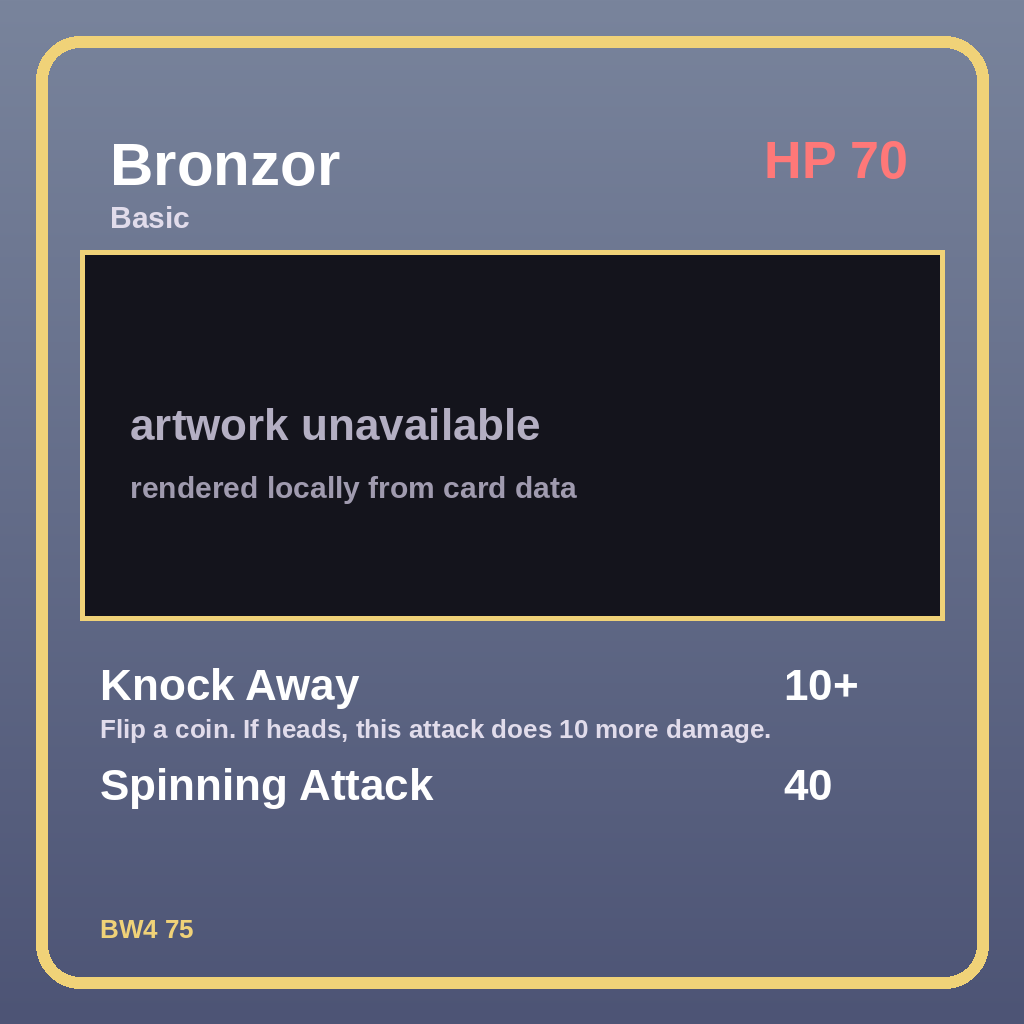 Bronzor
HP 70
Basic
artwork unavailable
rendered locally from card data
Knock Away 10+
Flip a coin. If heads, this attack does 10 more damage.
Spinning Attack 40
BW4 75